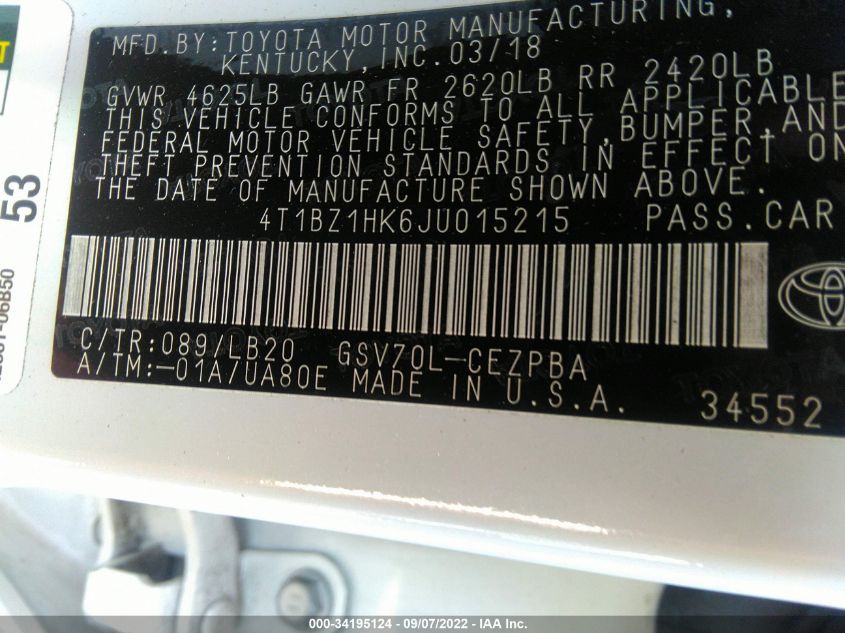 MFD. BY: TOYOTA MOTOR MANUFACTURING,
KENTUCKY, INC. 03/18
GVWR 4625LB GAWR FR 2620LB RR 2420LB
THIS VEHICLE CONFORMS TO ALL APPLICABLE
FEDERAL MOTOR VEHICLE SAFETY, BUMPER, AND
THEFT PREVENTION STANDARDS IN EFFECT ON
THE DATE OF MANUFACTURE SHOWN ABOVE.
4T1BZ1HK6JU015215 PASS. CAR
C/TR: 089/LB20 GSV70L-CEZPBA
A/TM:-01A/UA80E MADE IN U.S.A. 34552
53
000-34195124 - 09/07/2022 - IAA Inc.